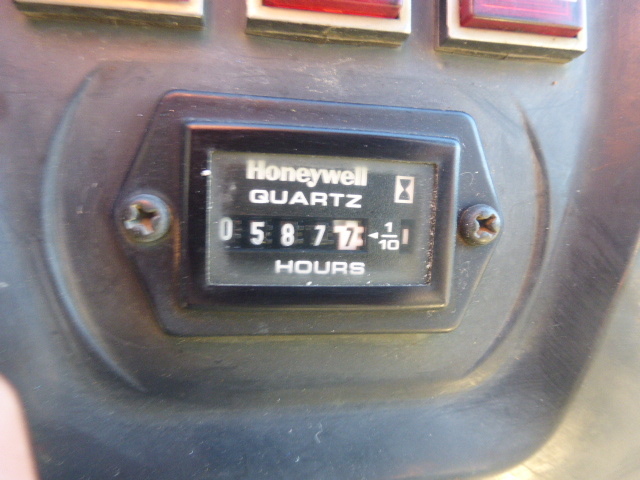 Honeywell
QUARTZ
0 5 8 7 7 ◄ 1/10
HOURS